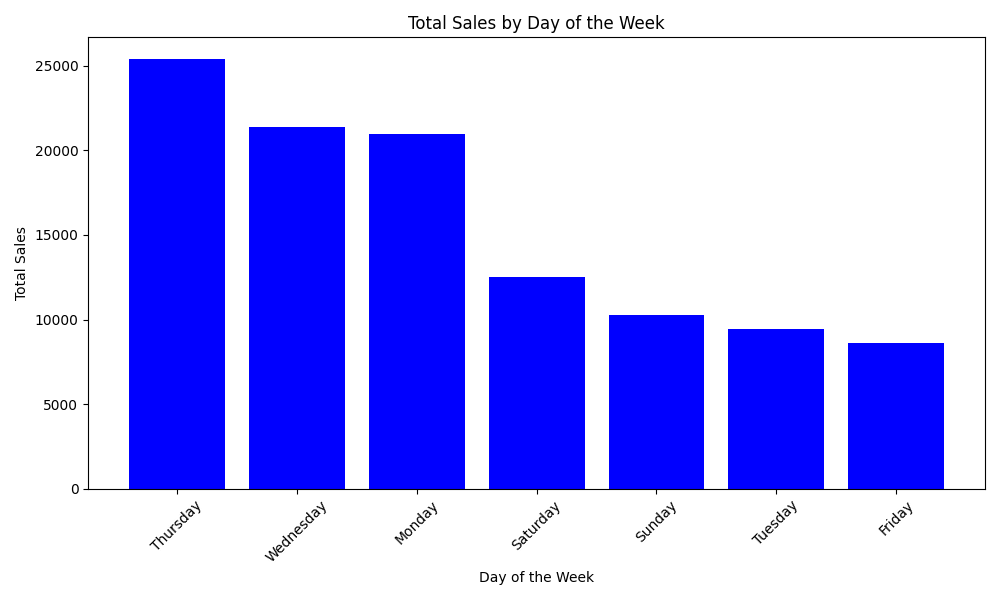 Total Sales by Day of the Week
Total Sales
25000
20000
15000
10000
5000
0
Thursday
Wednesday
Monday
Saturday
Sunday
Tuesday
Friday
Day of the Week